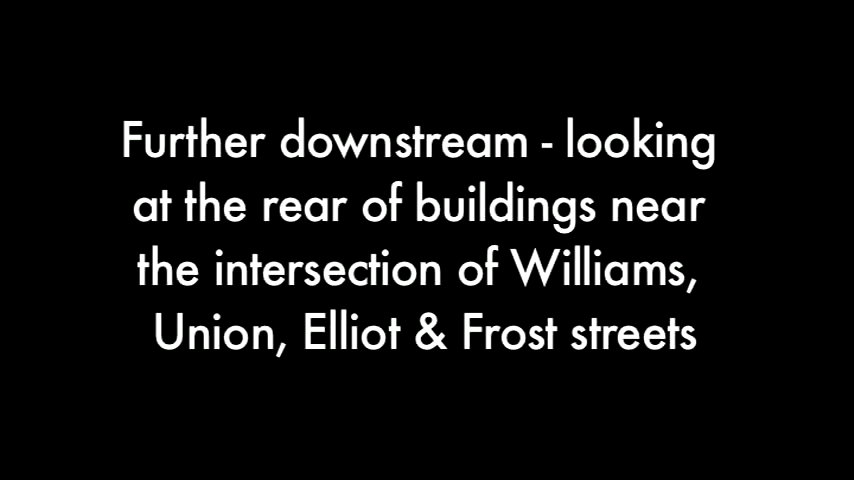 Further downstream - looking
at the rear of buildings near
the intersection of Williams,
Union, Elliot & Frost streets